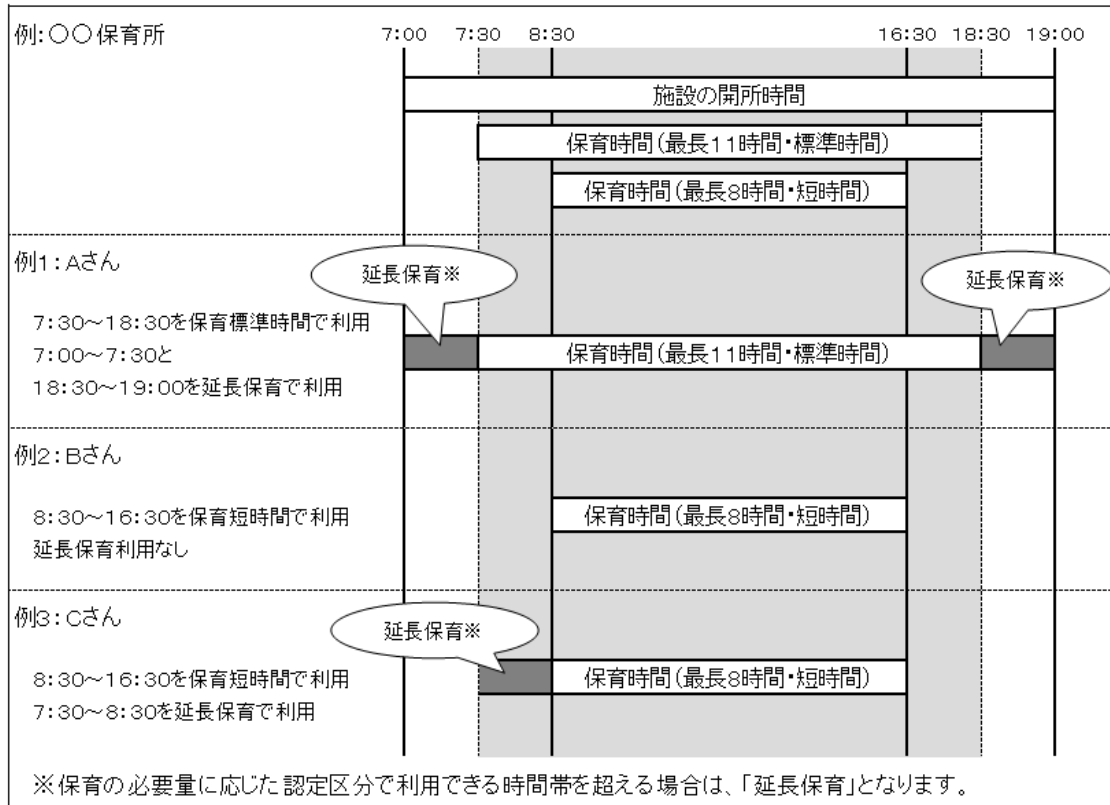 例:○○保育所
7:00 7:30 8:30 16:30 18:30 19:00
施設の開所時間
保育時間(最長11時間・標準時間)
保育時間(最長8時間・短時間)
例1:Aさん
延長保育※
延長保育※
7:30～18:30を保育標準時間で利用
7:00～7:30と
18:30～19:00を延長保育で利用
保育時間(最長11時間・標準時間)
例2:Bさん
8:30～16:30を保育短時間で利用
延長保育利用なし
保育時間(最長8時間・短時間)
例3:Cさん
延長保育※
8:30～16:30を保育短時間で利用
7:30～8:30を延長保育で利用
保育時間(最長8時間・短時間)
※保育の必要量に応じた認定区分で利用できる時間帯を超える場合は、「延長保育」となります。